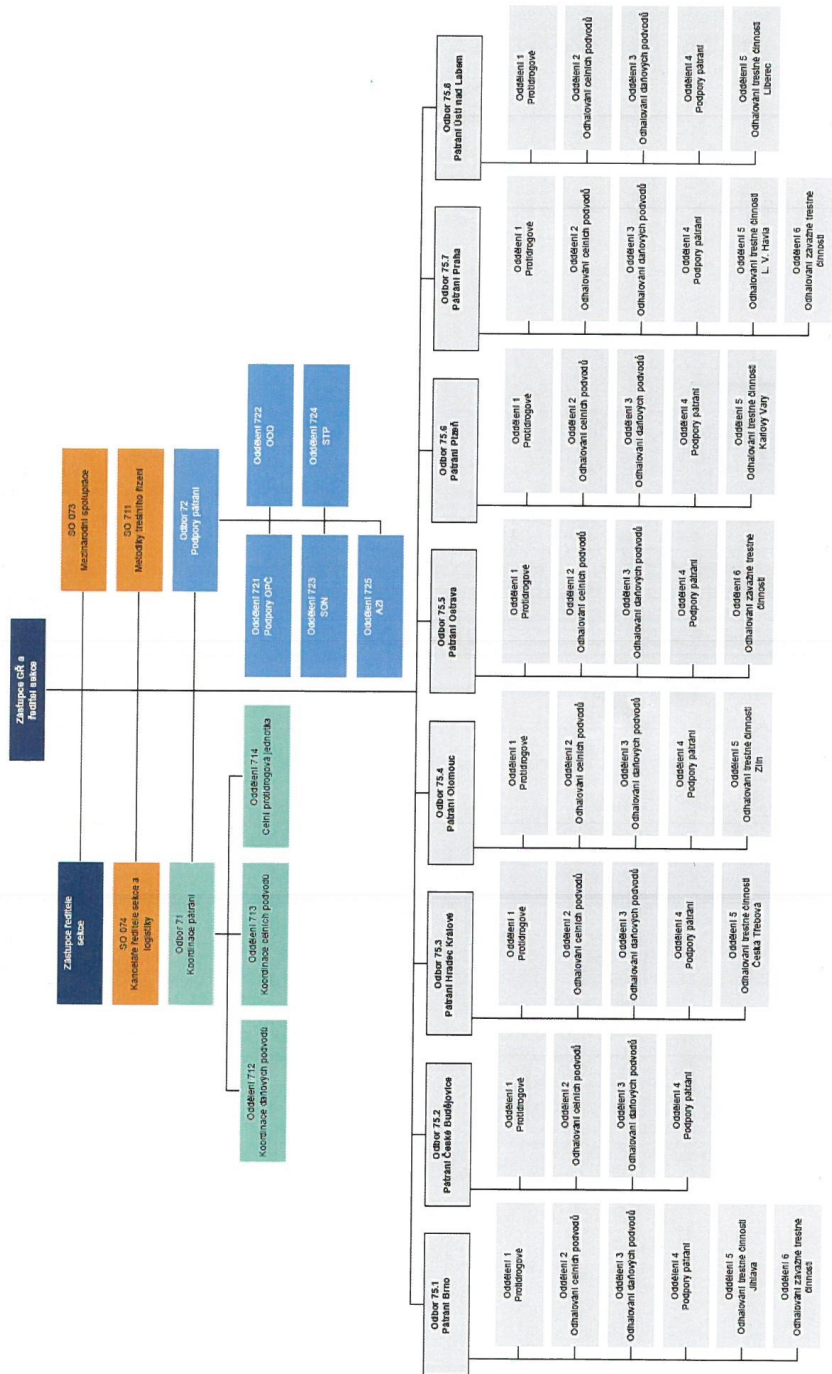 Zástupce GŘ a
ředitel sekce
Zástupce ředitele
sekce
SO 073
Mezinárodní spolupráce
SO 074
Kanceláře ředitele sekce a
logistiky
SO 711
Metodiky trestního řízení
Odbor 71
Koordinace pátrání
Odbor 72
Podpory pátrání
Oddělení 712
Koordinace daňových podvodů
Oddělení 713
Koordinace celních podvodů
Oddělení 714
Celní protidrogová jednotka
Oddělení 721
Podpory OPČ
Oddělení 722
OOD
Oddělení 723
SON
Oddělení 724
STP
Oddělení 725
AZI
Odbor 75.1
Pátrání Brno
Oddělení 1
Protidrogové
Oddělení 2
Odhalování celních podvodů
Oddělení 3
Odhalování daňových podvodů
Oddělení 4
Podpory pátrání
Oddělení 5
Odhalování trestné činnosti
Jihlava
Oddělení 6
Odhalování závažné trestné
činnosti
Odbor 75.2
Pátrání České Budějovice
Oddělení 1
Protidrogové
Oddělení 2
Odhalování celních podvodů
Oddělení 3
Odhalování daňových podvodů
Oddělení 4
Podpory pátrání
Odbor 75.3
Pátrání Hradec Králové
Oddělení 1
Protidrogové
Oddělení 2
Odhalování celních podvodů
Oddělení 3
Odhalování daňových podvodů
Oddělení 4
Podpory pátrání
Oddělení 5
Odhalování trestné činnosti
Česká Třebová
Odbor 75.4
Pátrání Olomouc
Oddělení 1
Protidrogové
Oddělení 2
Odhalování celních podvodů
Oddělení 3
Odhalování daňových podvodů
Oddělení 4
Podpory pátrání
Oddělení 5
Odhalování trestné činnosti
Zlín
Odbor 75.5
Pátrání Ostrava
Oddělení 1
Protidrogové
Oddělení 2
Odhalování celních podvodů
Oddělení 3
Odhalování daňových podvodů
Oddělení 4
Podpory pátrání
Oddělení 6
Odhalování závažné trestné
činnosti
Odbor 75.6
Pátrání Plzeň
Oddělení 1
Protidrogové
Oddělení 2
Odhalování celních podvodů
Oddělení 3
Odhalování daňových podvodů
Oddělení 4
Podpory pátrání
Oddělení 5
Odhalování trestné činnosti
Karlovy Vary
Odbor 75.7
Pátrání Praha
Oddělení 1
Protidrogové
Oddělení 2
Odhalování celních podvodů
Oddělení 3
Odhalování daňových podvodů
Oddělení 4
Podpory pátrání
Oddělení 5
Odhalování trestné činnosti
L. V. Havla
Oddělení 6
Odhalování závažné trestné
činnosti
Odbor 75.8
Pátrání Ústí nad Labem
Oddělení 1
Protidrogové
Oddělení 2
Odhalování celních podvodů
Oddělení 3
Odhalování daňových podvodů
Oddělení 4
Podpory pátrání
Oddělení 5
Odhalování trestné činnosti
Liberec